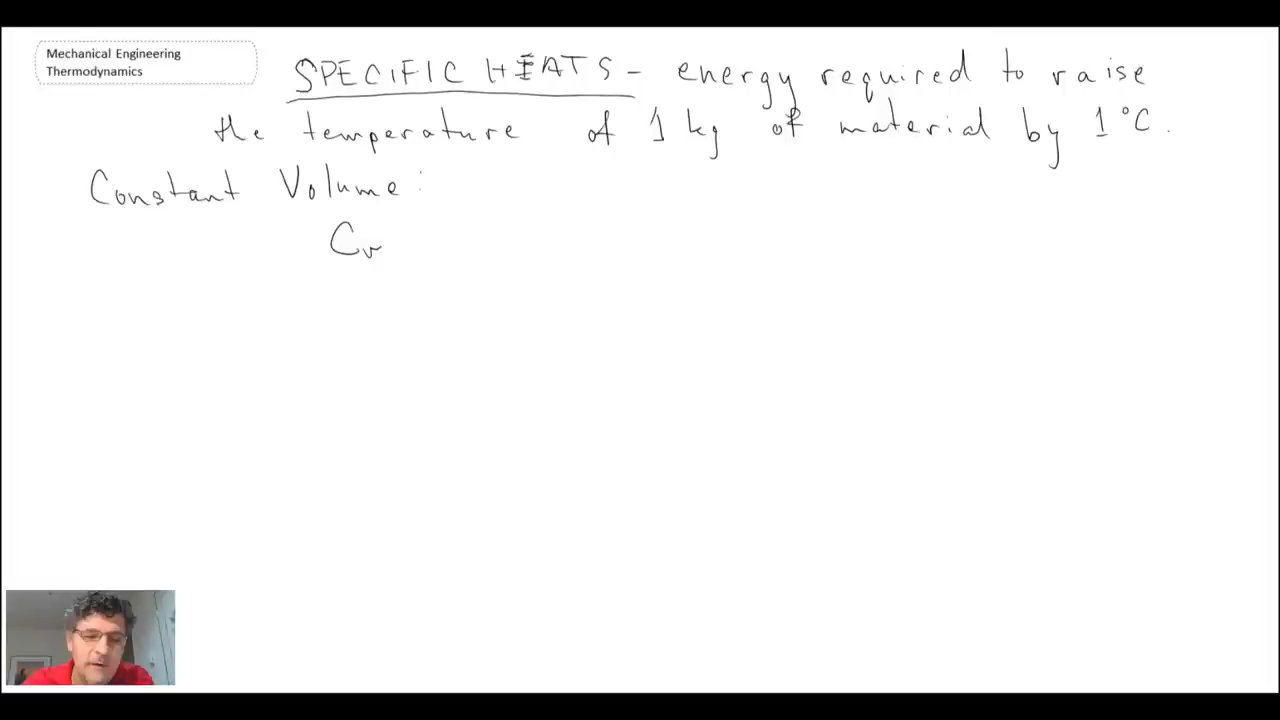 Mechanical Engineering
Thermodynamics
SPECIFIC HEATS - energy required to raise
the temperature of 1 kg of material by 1°C.
Constant Volume:
Cv